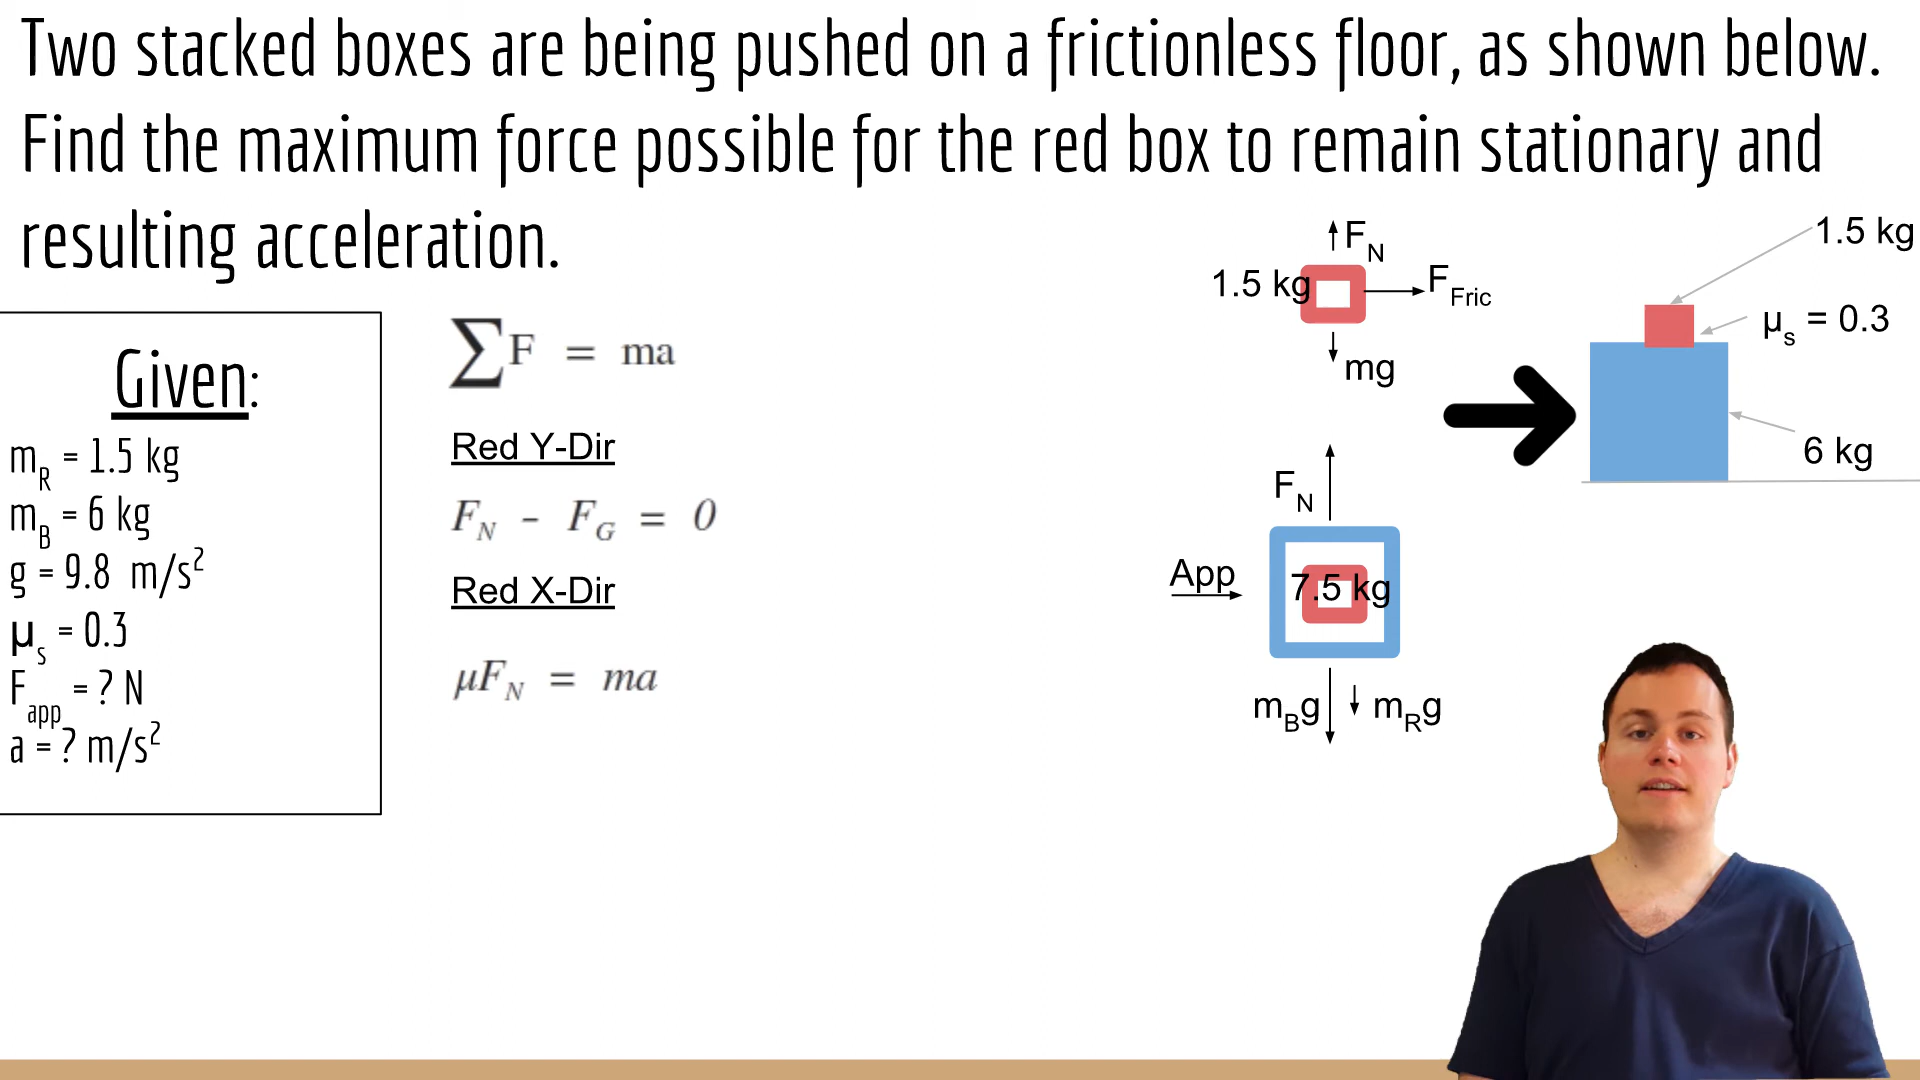 Two stacked boxes are being pushed on a frictionless floor, as shown below.
Find the maximum force possible for the red box to remain stationary and
resulting acceleration.
Given:
m_R = 1.5 kg
m_B = 6 kg
g = 9.8 m/s²
μ_s = 0.3
F_app = ? N
a = ? m/s²
∑F = ma
Red Y-Dir
F_N - F_G = 0
Red X-Dir
μF_N = ma
F_N
1.5 kg
F_Fric
mg
F_N
App
7.5 kg
m_Bg
m_Rg
1.5 kg
μ_s = 0.3
6 kg